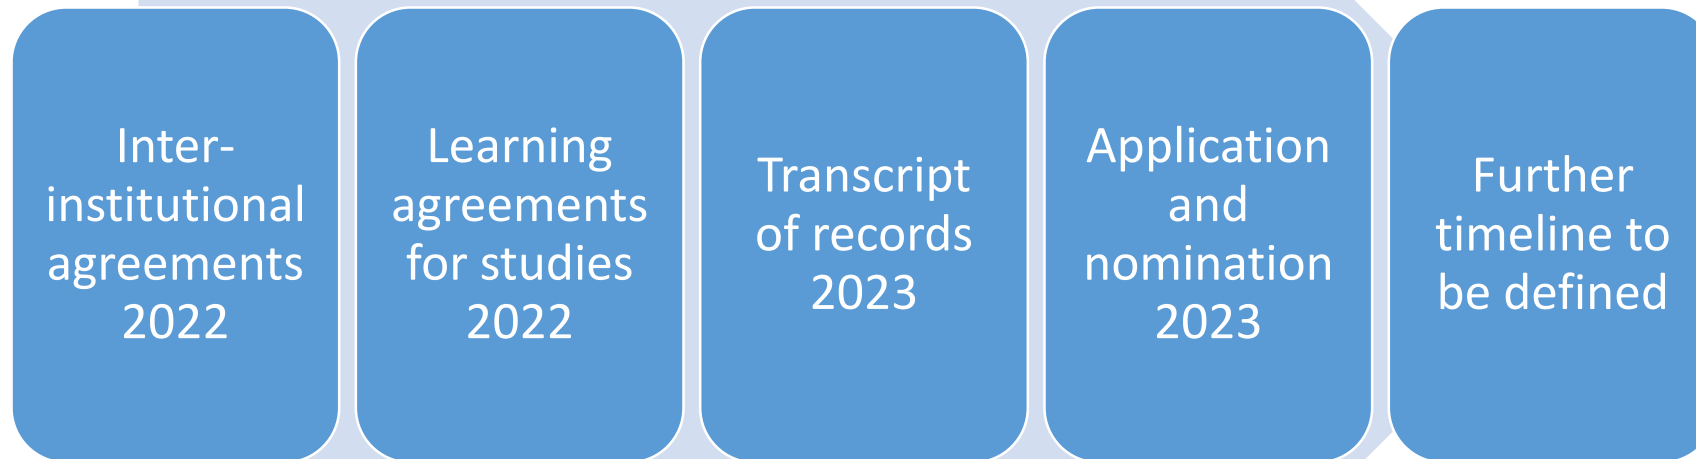 Inter-
institutional
agreements
2022
Learning
agreements
for studies
2022
Transcript
of records
2023
Application
and
nomination
2023
Further
timeline to
be defined